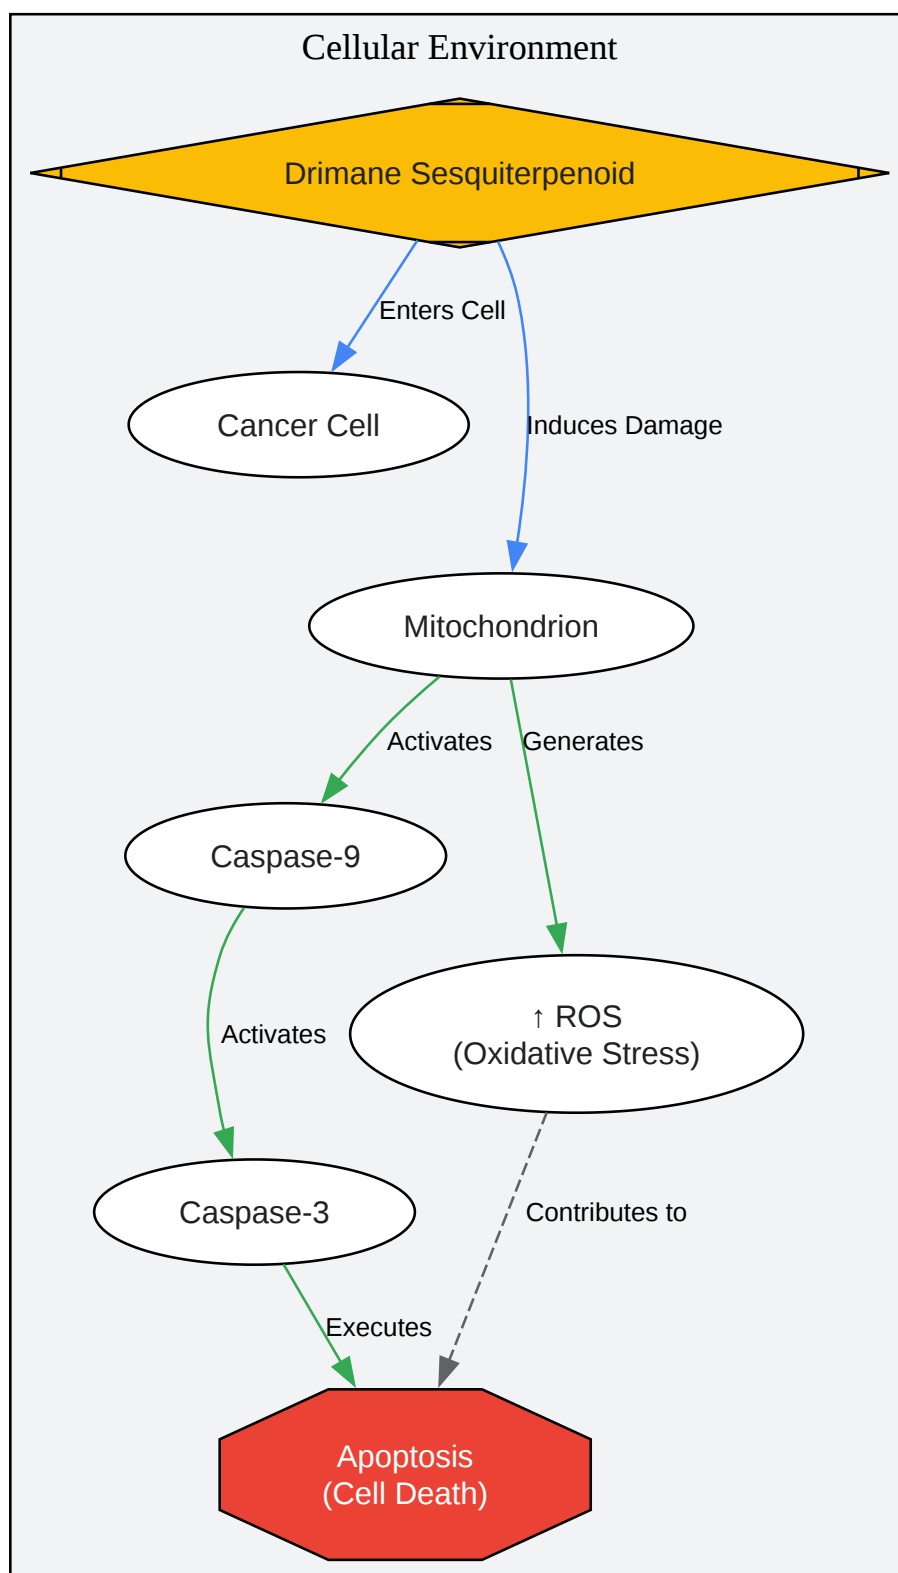 Cellular Environment
Drimane Sesquiterpenoid
Enters Cell
Cancer Cell
Induces Damage
Mitochondrion
Activates
Generates
Caspase-9
↑ ROS
(Oxidative Stress)
Activates
Caspase-3
Contributes to
Executes
Apoptosis
(Cell Death)